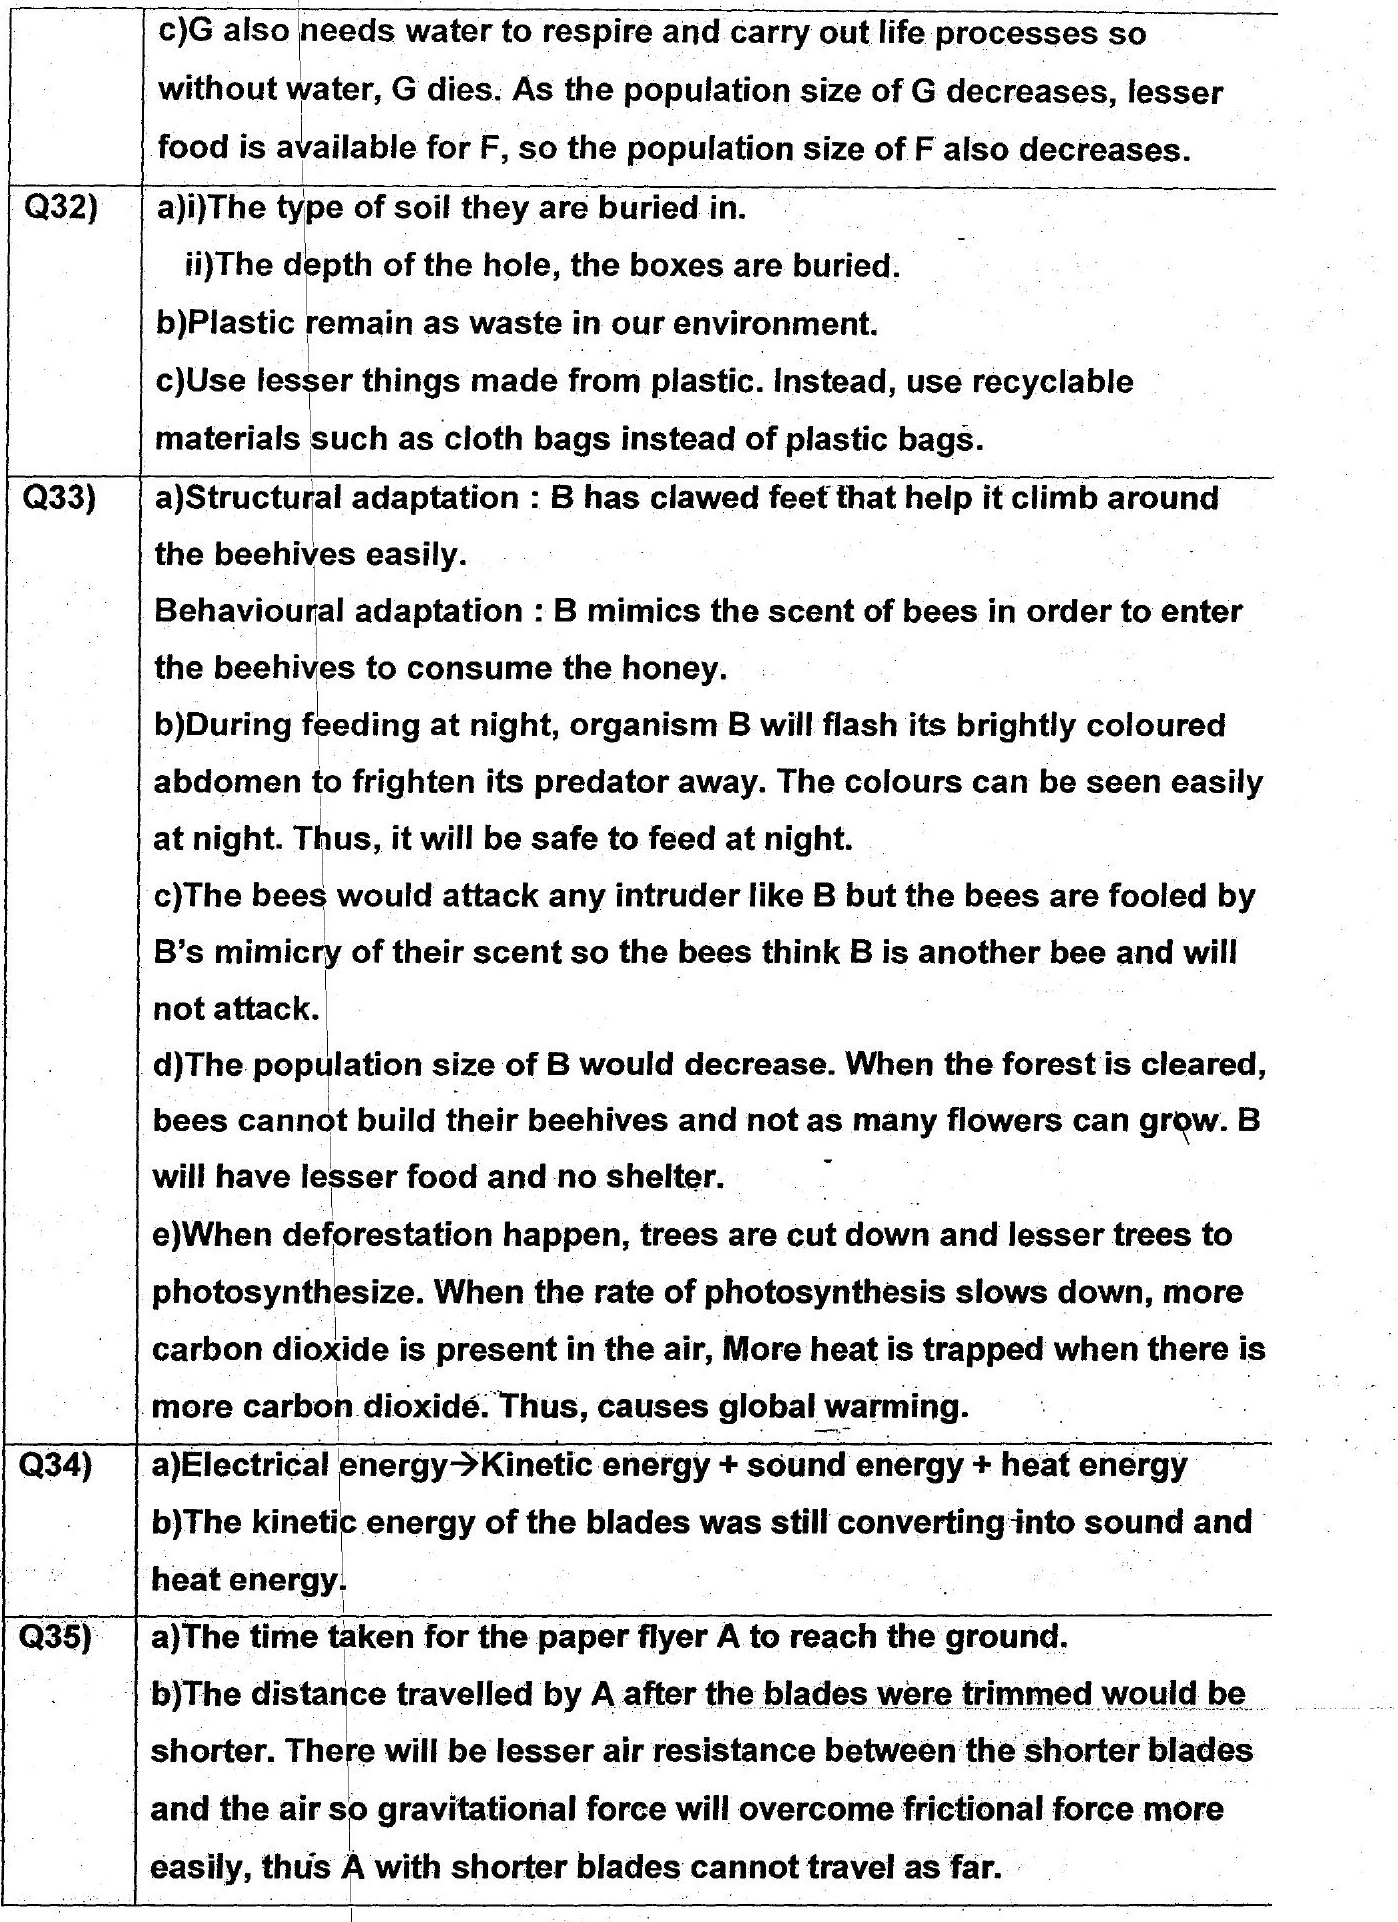 c)G also needs water to respire and carry out life processes so
without water, G dies. As the population size of G decreases, lesser
food is available for F, so the population size of F also decreases.
Q32) a)i)The type of soil they are buried in.
ii)The depth of the hole, the boxes are buried.
b)Plastic remain as waste in our environment.
c)Use lesser things made from plastic. Instead, use recyclable
materials such as cloth bags instead of plastic bags.
Q33) a)Structural adaptation : B has clawed feet that help it climb around
the beehives easily.
Behavioural adaptation : B mimics the scent of bees in order to enter
the beehives to consume the honey.
b)During feeding at night, organism B will flash its brightly coloured
abdomen to frighten its predator away. The colours can be seen easily
at night. Thus, it will be safe to feed at night.
c)The bees would attack any intruder like B but the bees are fooled by
B's mimicry of their scent so the bees think B is another bee and will
not attack.
d)The population size of B would decrease. When the forest is cleared,
bees cannot build their beehives and not as many flowers can grow. B
will have lesser food and no shelter.
e)When deforestation happen, trees are cut down and lesser trees to
photosynthesize. When the rate of photosynthesis slows down, more
carbon dioxide is present in the air, More heat is trapped when there is
more carbon dioxide. Thus, causes global warming.
Q34) a)Electrical energy→Kinetic energy + sound energy + heat energy
b)The kinetic energy of the blades was still converting into sound and
heat energy.
Q35) a)The time taken for the paper flyer A to reach the ground.
b)The distance travelled by A after the blades were trimmed would be
shorter. There will be lesser air resistance between the shorter blades
and the air so gravitational force will overcome frictional force more
easily, thus A with shorter blades cannot travel as far.